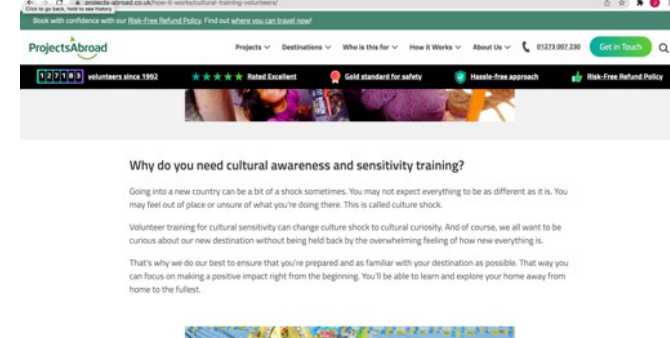 projects-abroad.co.uk/how-it-works/cultural-training-volunteers/
Click to go back, hold to see history
Book with confidence with our Risk-Free Refund Policy. Find out where you can travel now!
ProjectsAbroad
Projects
Destinations
Who is this for
How it Works
About Us
01273 007 230
Get in Touch
127183 volunteers since 1992
Rated Excellent
Gold standard for safety
Hassle-free approach
Risk-Free Refund Policy
Why do you need cultural awareness and sensitivity training?
Going into a new country can be a bit of a shock sometimes. You may not expect everything to be as different as it is. You
may feel out of place or unsure of what you're doing there. This is called culture shock.
Volunteer training for cultural sensitivity can change culture shock to cultural curiosity. And of course, we all want to be
curious about our new destination without being held back by the overwhelming feeling of how new everything is.
That's why we do our best to ensure that you're prepared and as familiar with your destination as possible. That way you
can focus on making a positive impact right from the beginning. You'll be able to learn and explore your home away from
home to the fullest.